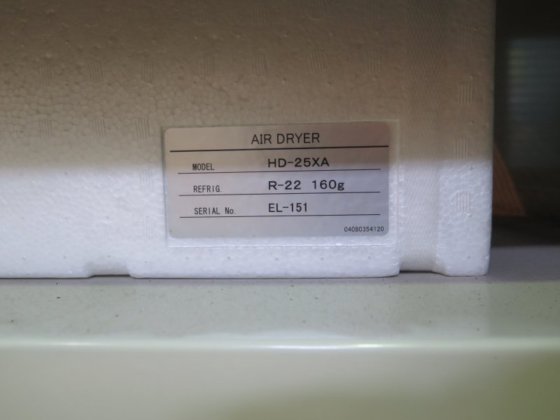 AIR DRYER
MODEL HD-25XA
REFRIG R-22 160g
SERIAL No. EL-151
04080354120